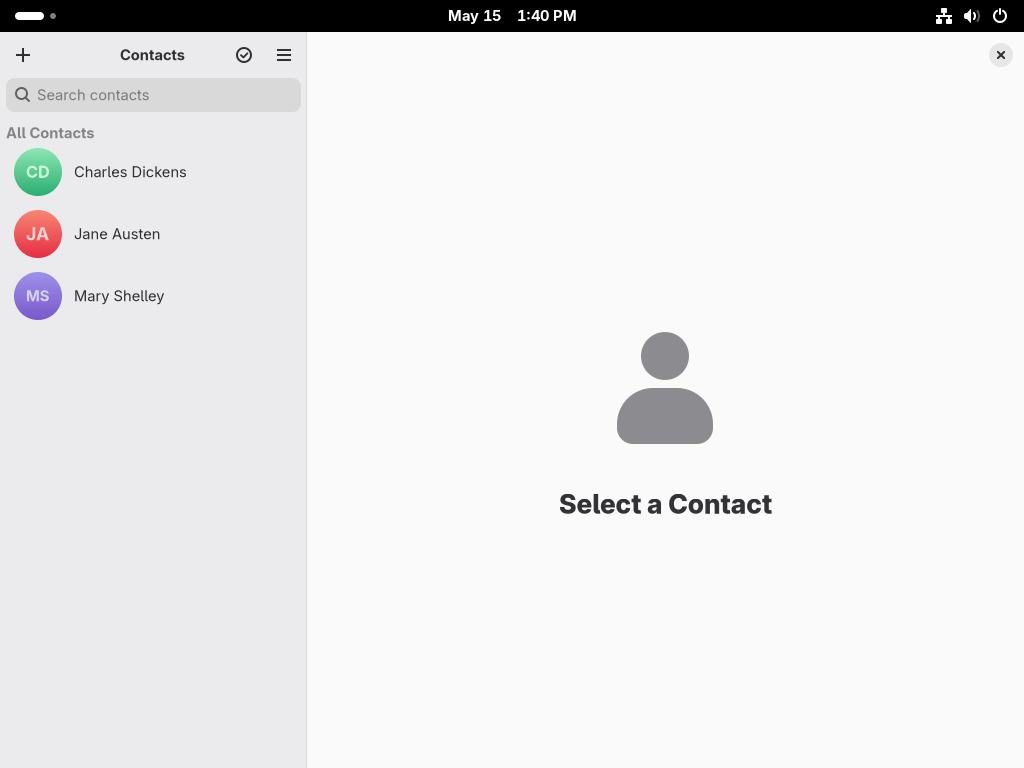 May 15 1:40 PM
Contacts
Search contacts
All Contacts
CD Charles Dickens
JA Jane Austen
MS Mary Shelley
Select a Contact